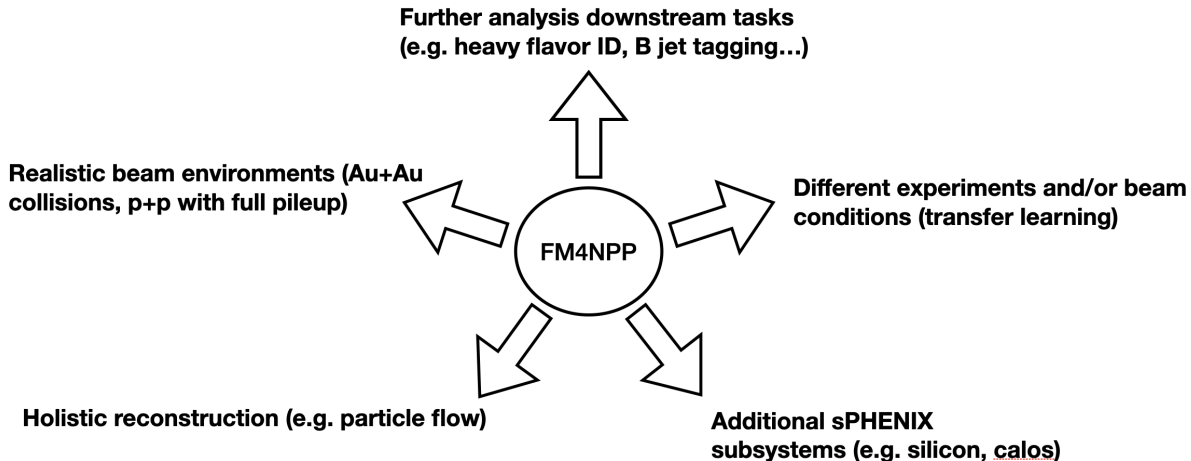 Further analysis downstream tasks
(e.g. heavy flavor ID, B jet tagging…)
Realistic beam environments (Au+Au
collisions, p+p with full pileup)
Different experiments and/or beam
conditions (transfer learning)
FM4NPP
Holistic reconstruction (e.g. particle flow)
Additional sPHENIX
subsystems (e.g. silicon, calos)